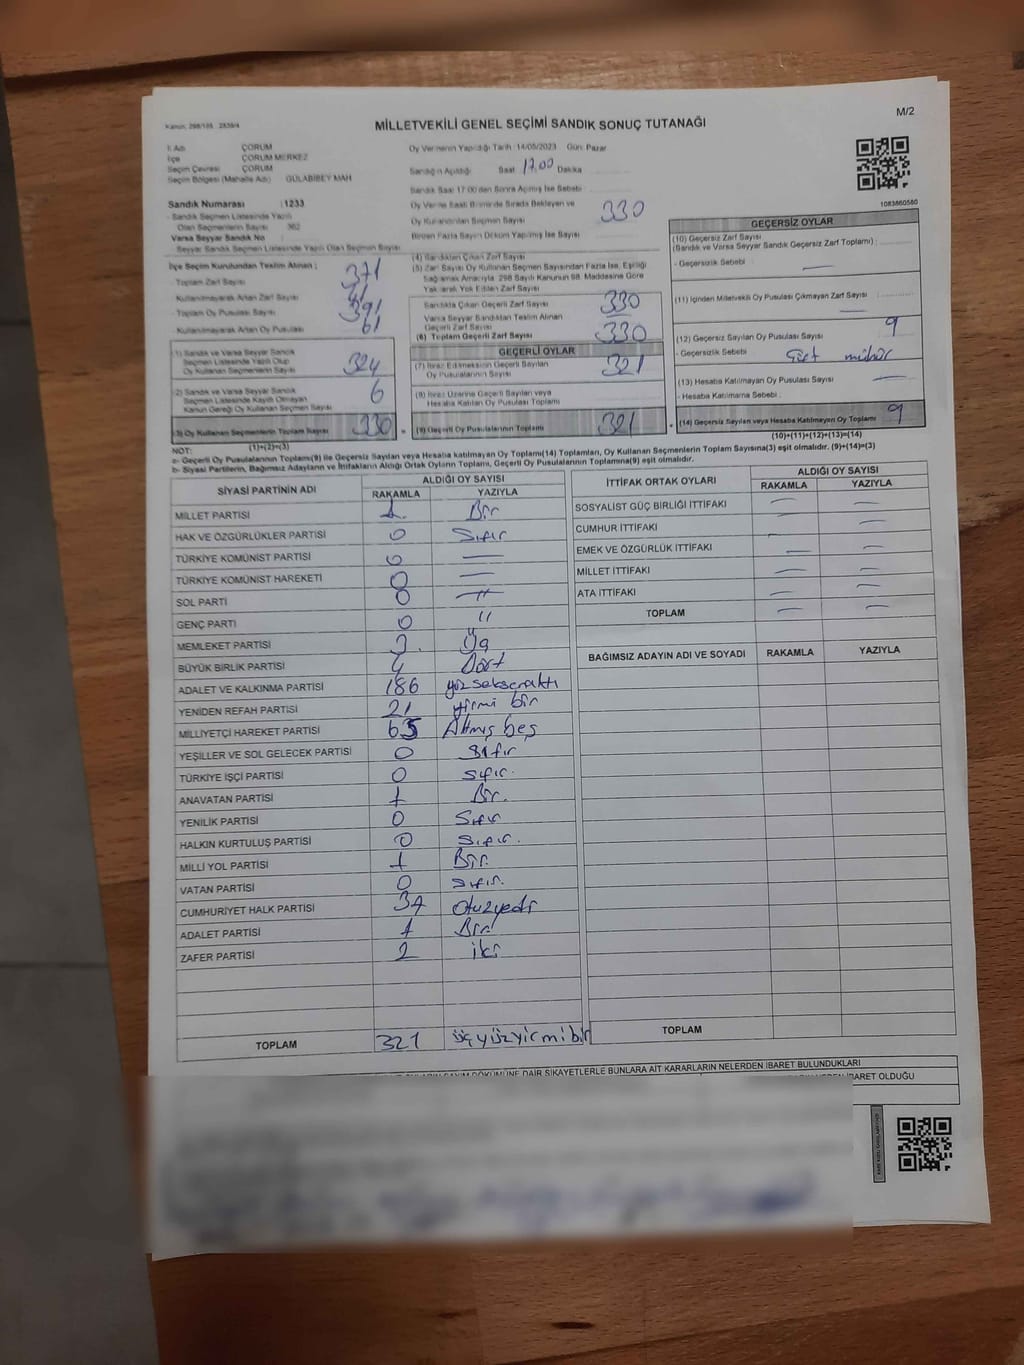 Kanun: 298/105 2839/4
M/2
MİLLETVEKİLİ GENEL SEÇİMİ SANDIK SONUÇ TUTANAĞI
İl Adı : ÇORUM
İlçe : ÇORUM MERKEZ
Seçim Çevresi : ÇORUM
Seçim Bölgesi (Mahalle Adı) : GÜLABİBEY MAH
Sandık Numarası : 1233
- Sandık Seçmen Listesinde Yazılı
Olan Seçmenlerin Sayısı : 362
Varsa Seyyar Sandık No :
- Seyyar Sandık Seçmen Listesinde Yazılı Olan Seçmen Sayısı :
İlçe Seçim Kurulundan Teslim Alınan ;
- Toplam Zarf Sayısı 371
- Kullanılmayarak Artan Zarf Sayısı 41
- Toplam Oy Pusulası Sayısı 391
- Kullanılmayarak Artan Oy Pusulası 61
(1) Sandık ve Varsa Seyyar Sandık
Seçmen Listesinde Yazılı Olup
Oy Kullanan Seçmenlerin Sayısı 324
(2) Sandık ve Varsa Seyyar Sandık
Seçmen Listesinde Kayıtlı Olmayan
Kanun Gereği Oy Kullanan Seçmen Sayısı 6
(3) Oy Kullanan Seçmenlerin Toplam Sayısı 330
(1)+(2)=(3)
Oy Vermenin Yapıldığı Tarih : 14/05/2023 Gün: Pazar
Sandığın Açıldığı Saat 17.00 Dakika
Sandık Saat 17:00'den Sonra Açılmış İse Sebebi :
Oy Verme Saati Bitiminde Sırada Bekleyen ve
Oy Kullandırılan Seçmen Sayısı 330
Birden Fazla Sayım Döküm Yapılmış İse Sayısı :
(4) Sandıktan Çıkan Zarf Sayısı
(5) Zarf Sayısı Oy Kullanan Seçmen Sayısından Fazla İse, Eşitliği
Sağlamak Amacıyla, 298 Sayılı Kanunun 98. Maddesine Göre
Yakılarak Yok Edilen Zarf Sayısı
Sandıkta Çıkan Geçerli Zarf Sayısı 330
Varsa Seyyar Sandıktan Teslim Alınan
Geçerli Zarf Sayısı —
(6) Toplam Geçerli Zarf Sayısı 330
GEÇERLİ OYLAR
(7) İtiraz Edilmeksizin Geçerli Sayılan
Oy Pusulalarının Sayısı 321
(8) İtiraz Üzerine Geçerli Sayılan veya
Hesaba Katılan Oy Pusulası Toplamı
(9) Geçerli Oy Pusulalarının Toplamı 321
1083860580
GEÇERSİZ OYLAR
(10) Geçersiz Zarf Sayısı
(Sandık ve Varsa Seyyar Sandık Geçersiz Zarf Toplamı) :
- Geçersizlik Sebebi : —
(11) İçinden Milletvekili Oy Pusulası Çıkmayan Zarf Sayısı
(12) Geçersiz Sayılan Oy Pusulası Sayısı 9
- Geçersizlik Sebebi : Çift mühür
(13) Hesaba Katılmayan Oy Pusulası Sayısı —
- Hesaba Katılmama Sebebi :
(14) Geçersiz Sayılan veya Hesaba Katılmayan Oy Toplamı 9
(10)+(11)+(12)+(13)=(14)
NOT:
a- Geçerli Oy Pusulalarının Toplamı(9) ile Geçersiz Sayılan veya Hesaba katılmayan Oy Toplamı(14) Toplamları, Oy Kullanan Seçmenlerin Toplam Sayısına(3) eşit olmalıdır. (9)+(14)=(3)
b- Siyasi Partilerin, Bağımsız Adayların ve İttifakların Aldığı Ortak Oyların Toplamı, Geçerli Oy Pusulalarının Toplamına(9) eşit olmalıdır.
SİYASİ PARTİNİN ADI ALDIĞI OY SAYISI
RAKAMLA YAZIYLA
MİLLET PARTİSİ 1. Bir
HAK VE ÖZGÜRLÜKLER PARTİSİ 0 Sıfır
TÜRKİYE KOMÜNİST PARTİSİ 0 —
TÜRKİYE KOMÜNİST HAREKETİ 0 —
SOL PARTİ 0 "
GENÇ PARTİ 0 "
MEMLEKET PARTİSİ 3. Üç
BÜYÜK BİRLİK PARTİSİ 4 Dört
ADALET VE KALKINMA PARTİSİ 186 yüzseksenaltı
YENİDEN REFAH PARTİSİ 21 yirmi bir
MİLLİYETÇİ HAREKET PARTİSİ 65 Altmış beş
YEŞİLLER VE SOL GELECEK PARTİSİ 0 Sıfır
TÜRKİYE İŞÇİ PARTİSİ 0 sıfır.
ANAVATAN PARTİSİ 1 Bir.
YENİLİK PARTİSİ 0 Sıfır
HALKIN KURTULUŞ PARTİSİ 0 Sıfır.
MİLLİ YOL PARTİSİ 1 Bir.
VATAN PARTİSİ 0 sıfır.
CUMHURİYET HALK PARTİSİ 37 otuzyedi
ADALET PARTİSİ 1 Bir
ZAFER PARTİSİ 2 iki
TOPLAM 321 üçyüzyirmibir
İTTİFAK ORTAK OYLARI ALDIĞI OY SAYISI
RAKAMLA YAZIYLA
SOSYALİST GÜÇ BİRLİĞİ İTTİFAKI — —
CUMHUR İTTİFAKI — —
EMEK VE ÖZGÜRLÜK İTTİFAKI — —
MİLLET İTTİFAKI — —
ATA İTTİFAKI — —
TOPLAM — —
BAĞIMSIZ ADAYIN ADI VE SOYADI RAKAMLA YAZIYLA
TOPLAM
DÖKÜMÜNE DAİR ŞİKAYETLERLE BUNLARA AİT KARARLARIN NELERDEN İBARET BULUNDUKLARI
İBARET OLDUĞU